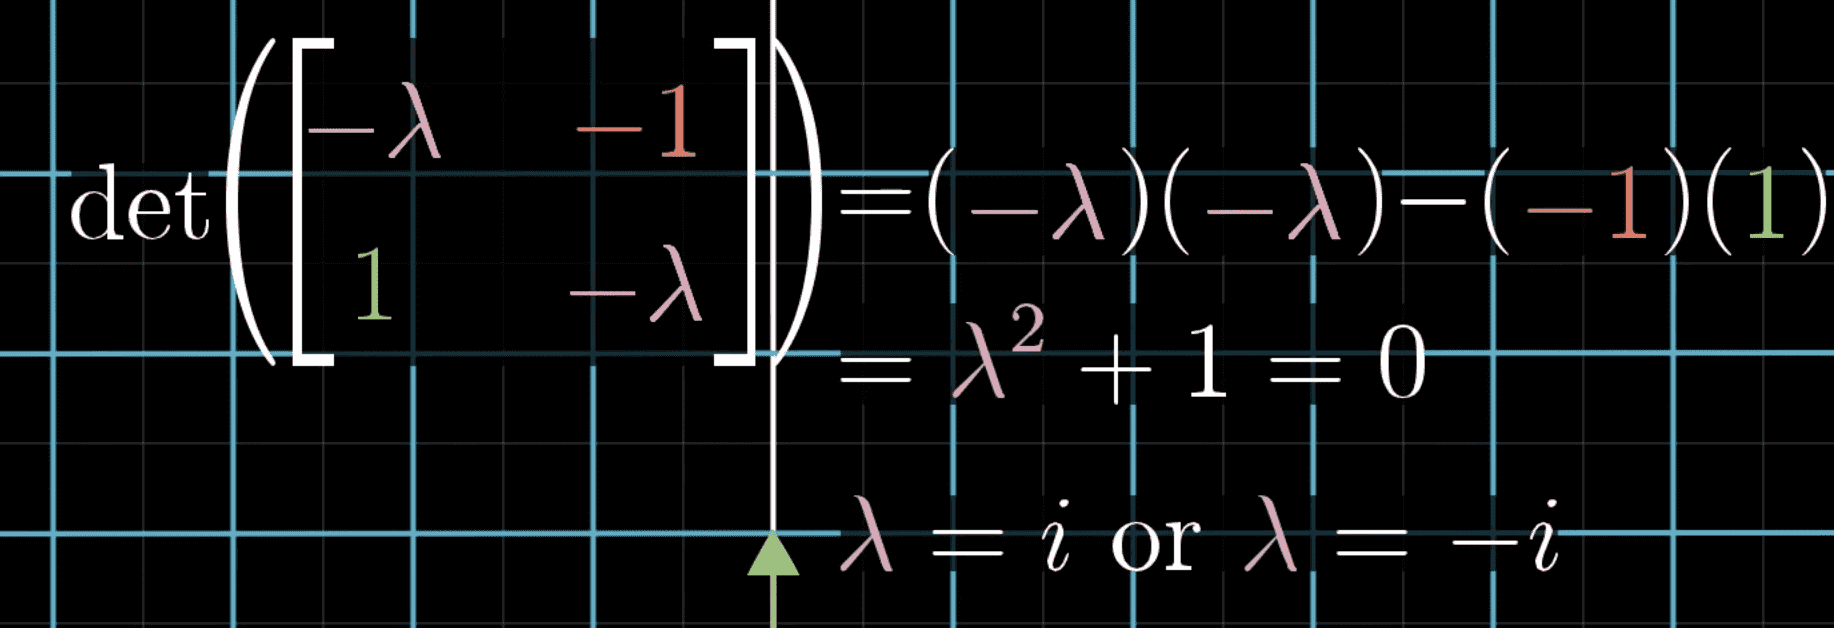 det([−λ −1
1 −λ]) =(−λ)(−λ)−(−1)(1)
= λ² + 1 = 0
λ = i or λ = −i